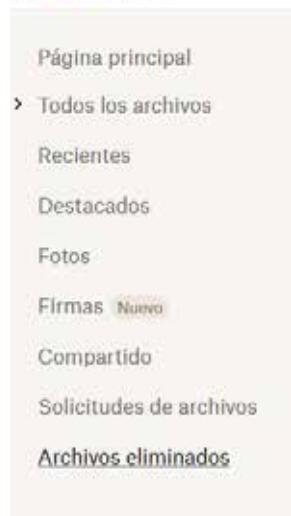 Página principal
Todos los archivos
Recientes
Destacados
Fotos
Firmas Nuevo
Compartido
Solicitudes de archivos
Archivos eliminados